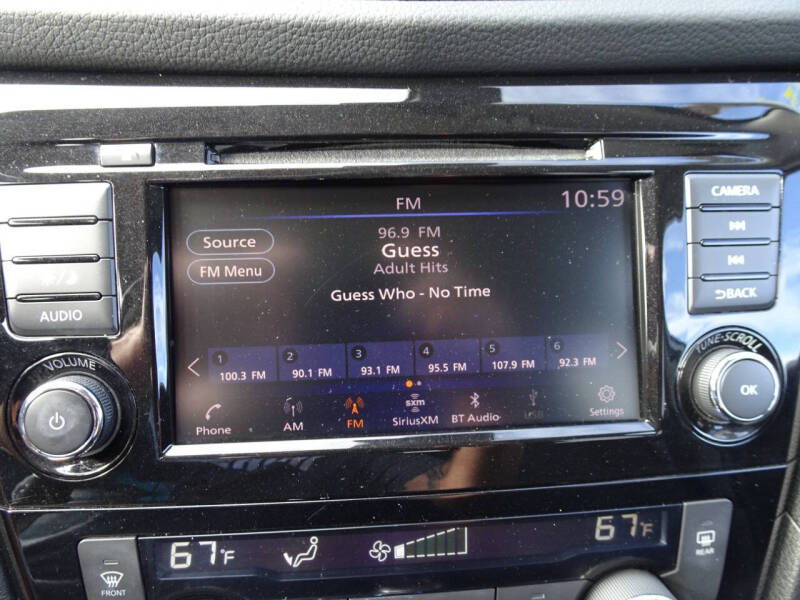 FM
10:59
96.9 FM
Source
Guess
FM Menu
Adult Hits
Guess Who - No Time
1 100.3 FM
2 90.1 FM
3 93.1 FM
4 95.5 FM
5 107.9 FM
6 92.3 FM
Phone
AM
FM
sxm
SiriusXM
BT Audio
USB
Settings
AUDIO
VOLUME
CAMERA
BACK
TUNE·SCROLL
OK
67°F
67°F
FRONT
REAR